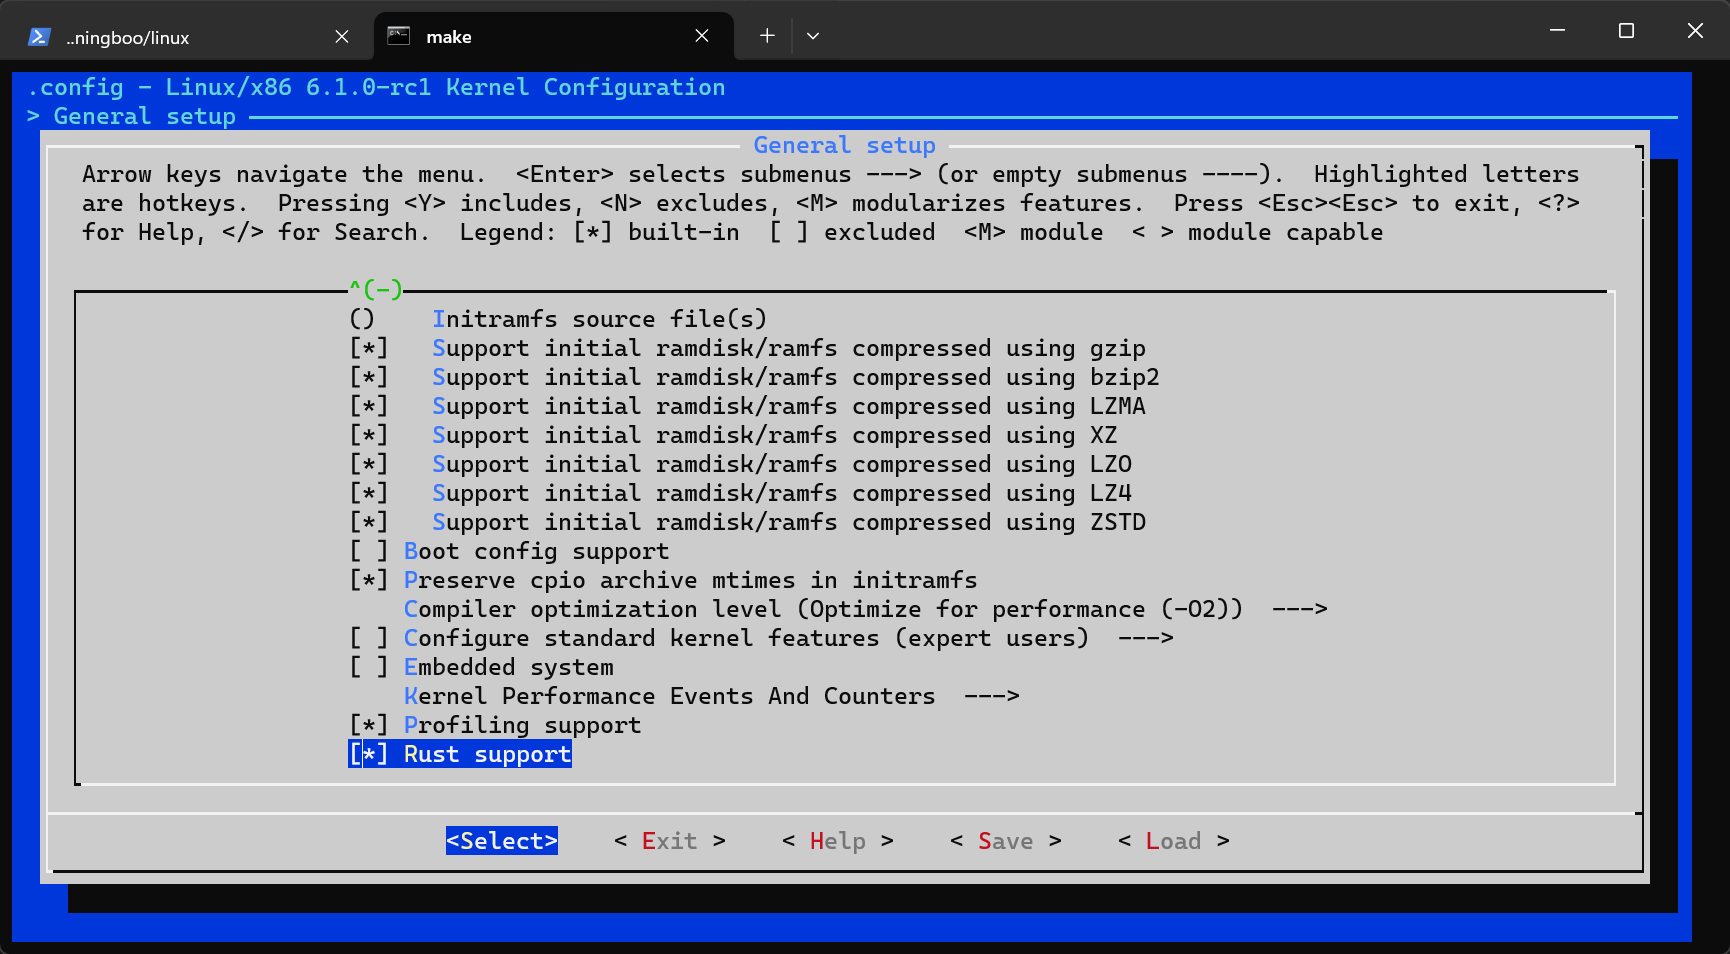 ..ningboo/linux
make
.config - Linux/x86 6.1.0-rc1 Kernel Configuration
> General setup
General setup
Arrow keys navigate the menu.  <Enter> selects submenus ---> (or empty submenus ----).  Highlighted letters
are hotkeys.  Pressing <Y> includes, <N> excludes, <M> modularizes features.  Press <Esc><Esc> to exit, <?>
for Help, </> for Search.  Legend: [*] built-in  [ ] excluded  <M> module  < > module capable
^(-)
()    Initramfs source file(s)
[*]   Support initial ramdisk/ramfs compressed using gzip
[*]   Support initial ramdisk/ramfs compressed using bzip2
[*]   Support initial ramdisk/ramfs compressed using LZMA
[*]   Support initial ramdisk/ramfs compressed using XZ
[*]   Support initial ramdisk/ramfs compressed using LZO
[*]   Support initial ramdisk/ramfs compressed using LZ4
[*]   Support initial ramdisk/ramfs compressed using ZSTD
[ ] Boot config support
[*] Preserve cpio archive mtimes in initramfs
Compiler optimization level (Optimize for performance (-O2))  --->
[ ] Configure standard kernel features (expert users)  --->
[ ] Embedded system
Kernel Performance Events And Counters  --->
[*] Profiling support
[*] Rust support
<Select>    < Exit >    < Help >    < Save >    < Load >